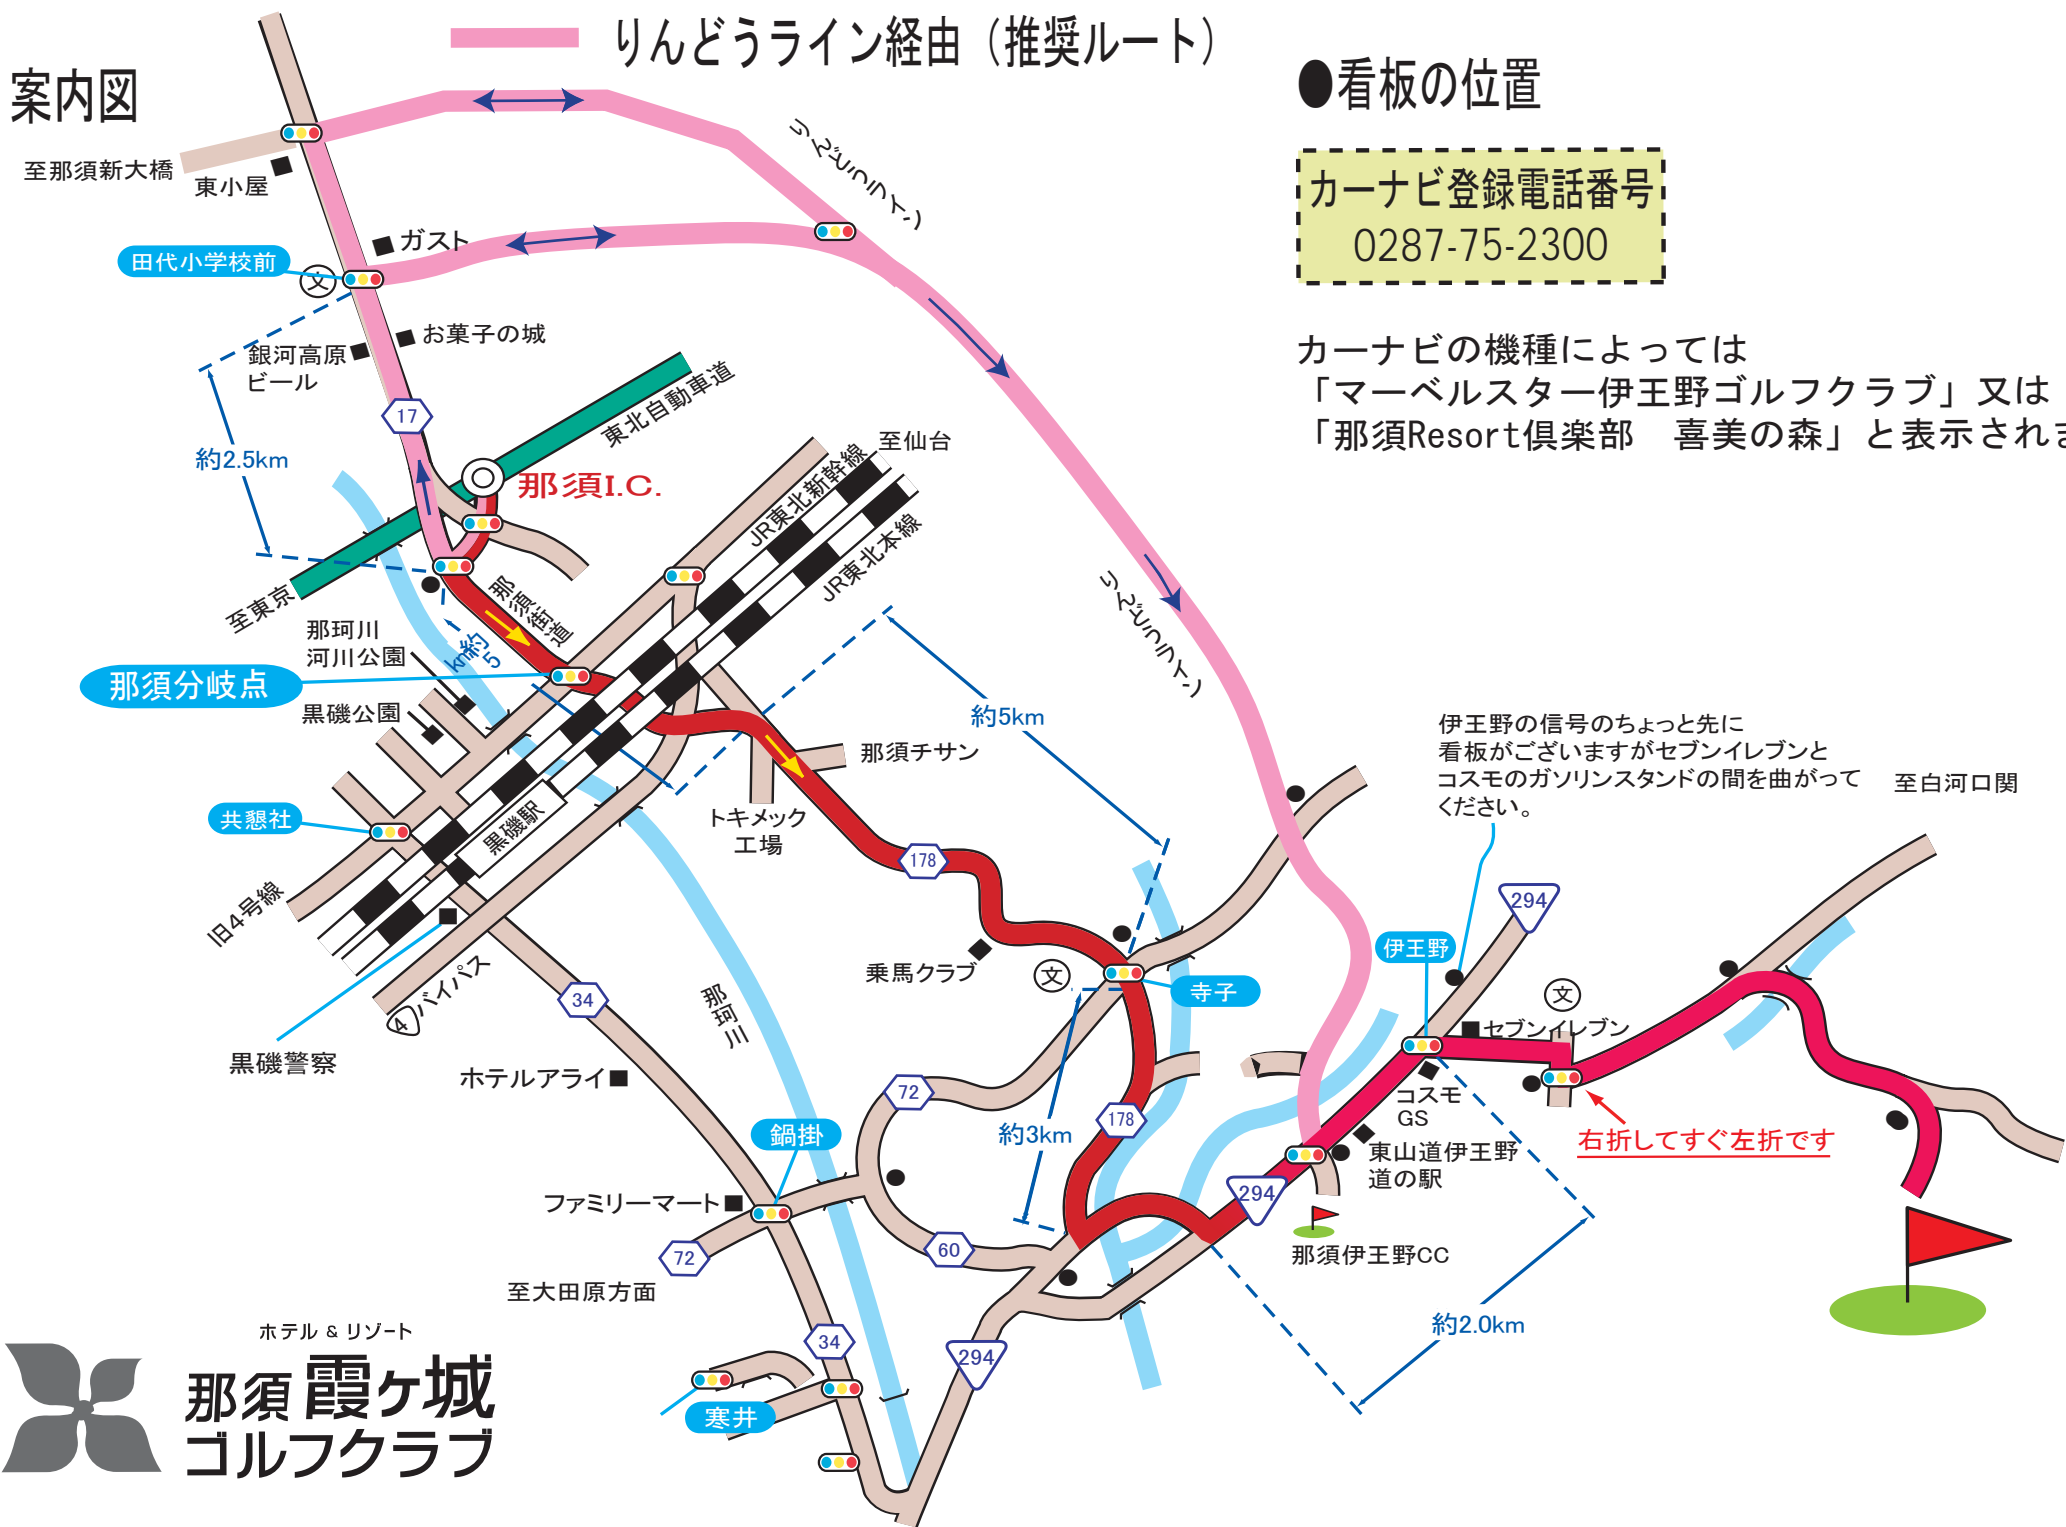 りんどうライン経由（推奨ルート）
案内図
●看板の位置
カーナビ登録電話番号
0287-75-2300
カーナビの機種によっては
「マーベルスター伊王野ゴルフクラブ」又は
「那須Resort倶楽部　喜美の森」と表示されま
至那須新大橋
東小屋
りんどうライン
ガスト
田代小学校前
文
お菓子の城
銀河高原
ビール
17
東北自動車道
約2.5km
那須I.C.
JR東北新幹線
至仙台
JR東北本線
至東京
那須街道
りんどうライン
那珂川
河川公園
約5km
那須分岐点
黒磯公園
約5km
那須チサン
トキメック
工場
伊王野の信号のちょっと先に
看板がございますがセブンイレブンと
コスモのガソリンスタンドの間を曲がって
ください。
至白河口関
共懇社
黒磯駅
178
旧4号線
294
伊王野
乗馬クラブ
文
寺子
文
4
バイパス
34
那珂川
セブンイレブン
黒磯警察
ホテルアライ
72
コスモ
GS
約3km
178
鍋掛
右折してすぐ左折です
東山道伊王野
道の駅
ファミリーマート
294
72
60
那須伊王野CC
至大田原方面
約2.0km
ホテル & リゾート
那須霞ヶ城
ゴルフクラブ
34
294
寒井